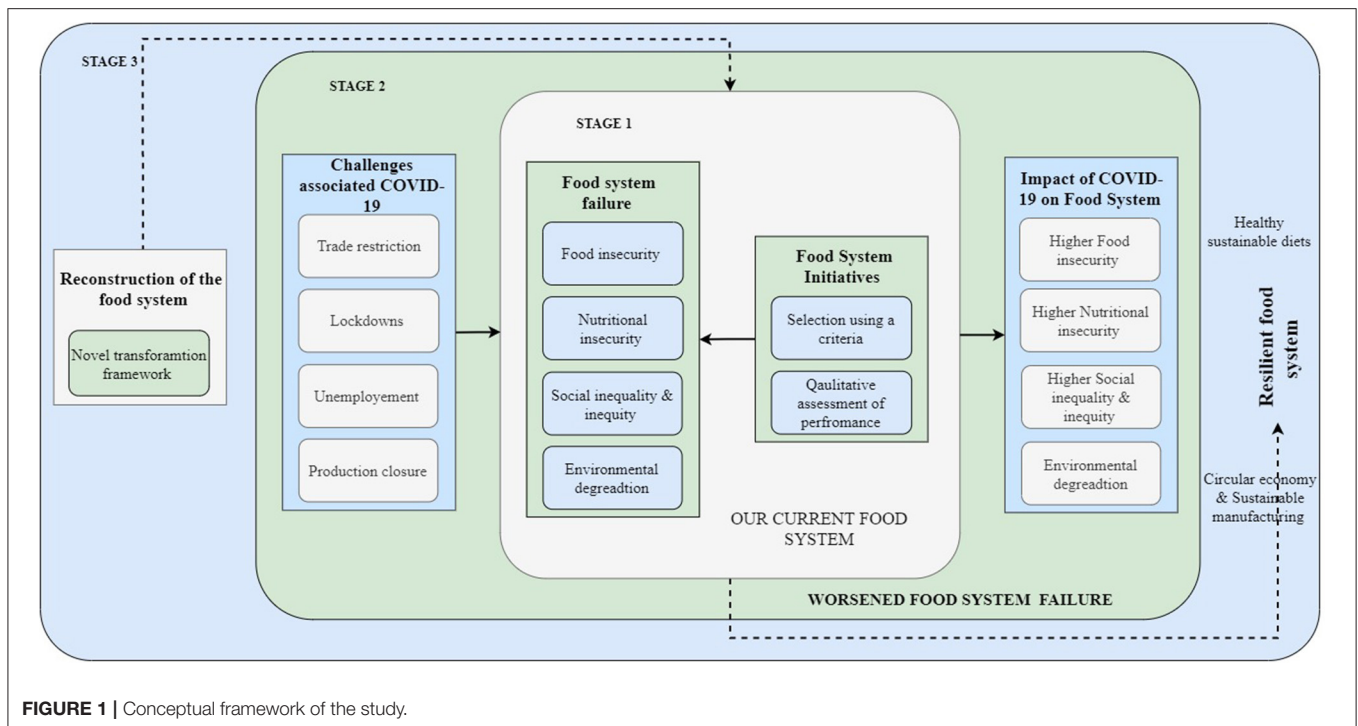 STAGE 3
STAGE 2
STAGE 1
Reconstruction of the
food system
Novel transforamtion
framework
Challenges
associated COVID-
19
Trade restriction
Lockdowns
Unemployement
Production closure
Food system
failure
Food insecurity
Nutritional
insecurity
Social inequality &
inequity
Environmental
degreadtion
Food System
Initiatives
Selection using a
criteria
Qaulitative
assessment of
perfromance
OUR CURRENT FOOD
SYSTEM
Impact of COVID-
19 on Food System
Higher Food
insecurity
Higher Nutritional
insecurity
Higher Social
inequality &
inequity
Environmental
degreadtion
WORSENED FOOD SYSTEM FAILURE
Healthy
sustainable diets
Resilient food
system
Circular economy
& Sustainable
manufacturing
FIGURE 1 | Conceptual framework of the study.